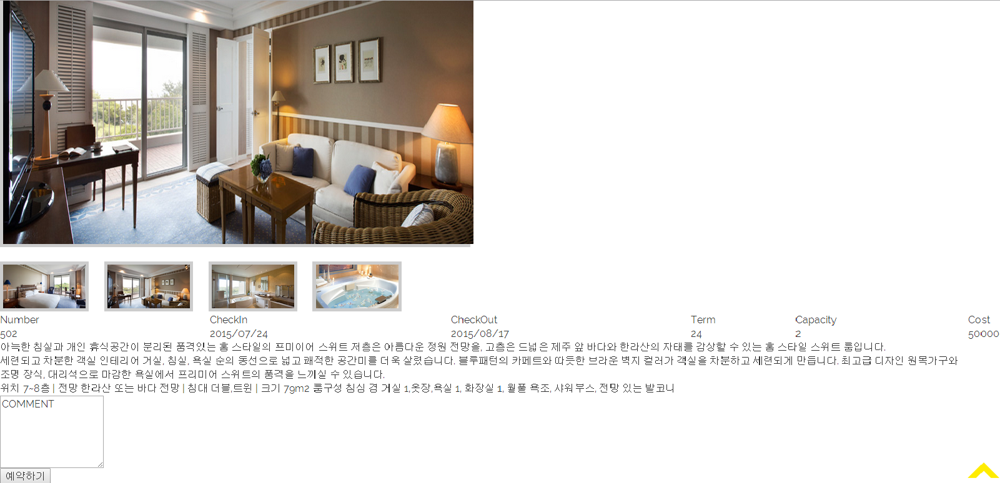 Number CheckIn CheckOut Term Capacity Cost
502 2015/07/24 2015/08/17 24 2 50000
아늑한 침실과 개인 휴식공간이 분리된 품격있는 홈 스타일의 프미이어 스위트 저층은 아름다운 정원 전망을, 고층은 드넓은 제주 앞 바다와 한라산의 자태를 감상할 수 있는 홈 스타일 스위트 룸입니다.
세련되고 차분한 객실 인테리어 거실, 침실, 욕실 순의 동선으로 넓고 쾌적한 공간미를 더욱 살렸습니다. 블루패턴의 카페트와 따듯한 브라운 벽지 컬러가 객실을 차분하고 세련되게 만듭니다. 최고급 디자인 원목가구와
조명 장식, 대리석으로 마감한 욕실에서 프리미어 스위트의 품격을 느끼실 수 있습니다.
위치 7~8층 | 전망 한라산 또는 바다 전망 | 침대 더블,트윈 | 크기 79m2 룸구성 침심 겸 거실 1,옷장,욕실 1, 화장실 1, 월풀 욕조, 샤워부스, 전망 있는 발코니
COMMENT
예약하기